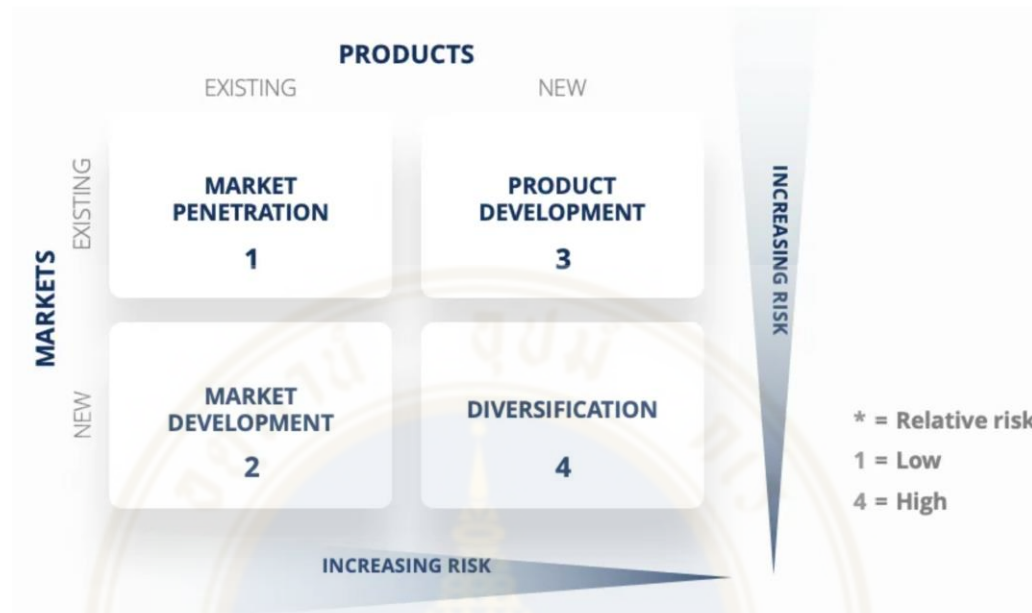 PRODUCTS
EXISTING
NEW
MARKETS
EXISTING
NEW
MARKET
PENETRATION
1
PRODUCT
DEVELOPMENT
3
MARKET
DEVELOPMENT
2
DIVERSIFICATION
4
INCREASING RISK
INCREASING RISK
* = Relative risk
1 = Low
4 = High